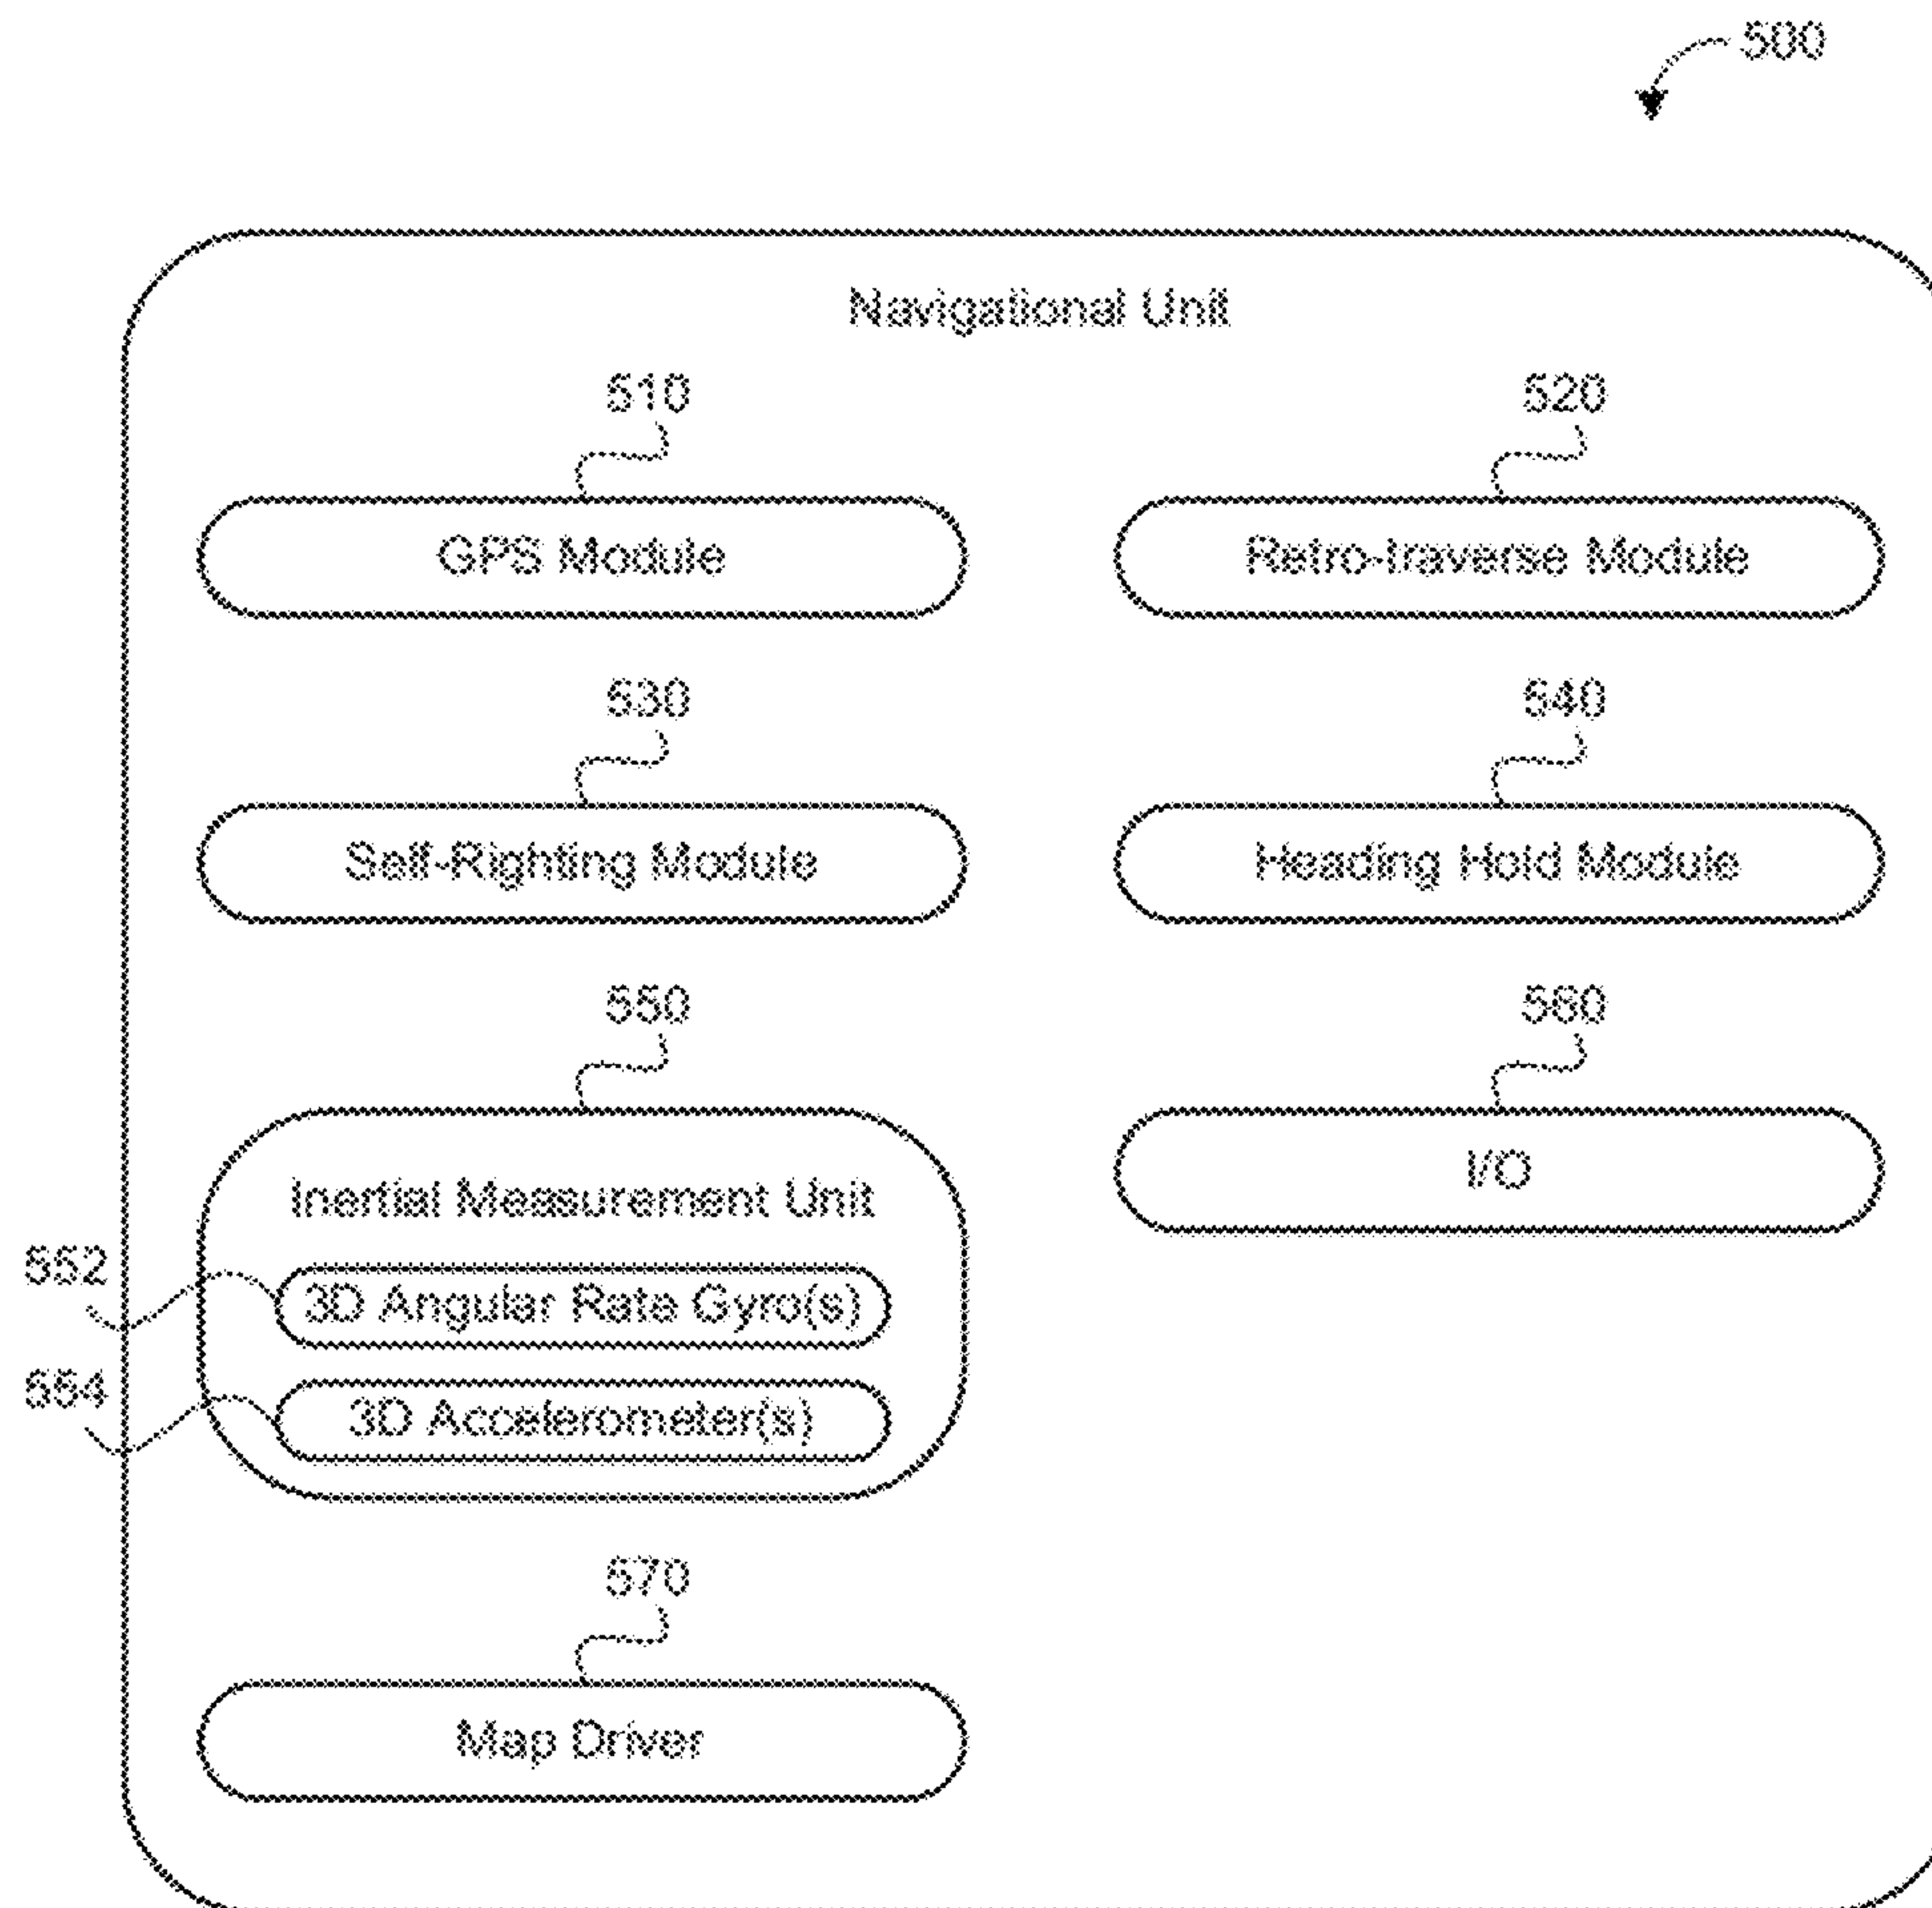 500
Navigational Unit
510
520
GPS Module
Retro-traverse Module
530
540
Self-Righting Module
Heading Hold Module
550
Inertial Measurement Unit
I/O
552
3D Angular Rate Gyro(s)
554
3D Accelerometer(s)
570
Map Driver